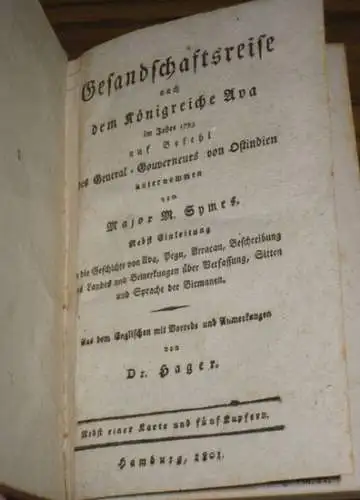 Gesandschaftsreise
nach
dem Königreiche Ava
im Jahre 1795
auf Befehl
des General-Gouverneurs von Ostindien
unternommen
von
Major M. Symes.
Nebst Einleitung
die Geschichte von Ava, Pegu, Arracan, Beschreibung
des Landes und Bemerkungen über Verfassung, Sitten
und Sprache der Birmanen.
Aus dem Englischen mit Vorrede und Anmerkungen
von
Dr. Hager.
Nebst einer Karte und fünf Kupfern.
Hamburg, 1801.